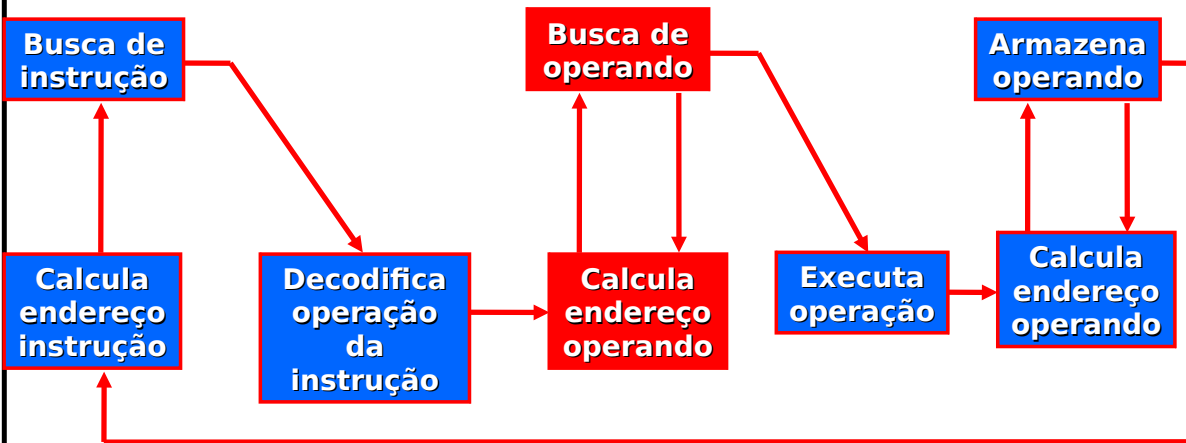 Busca de
instrução
Busca de
operando
Armazena
operando
Calcula
endereço
instrução
Decodifica
operação
da
instrução
Calcula
endereço
operando
Executa
operação
Calcula
endereço
operando